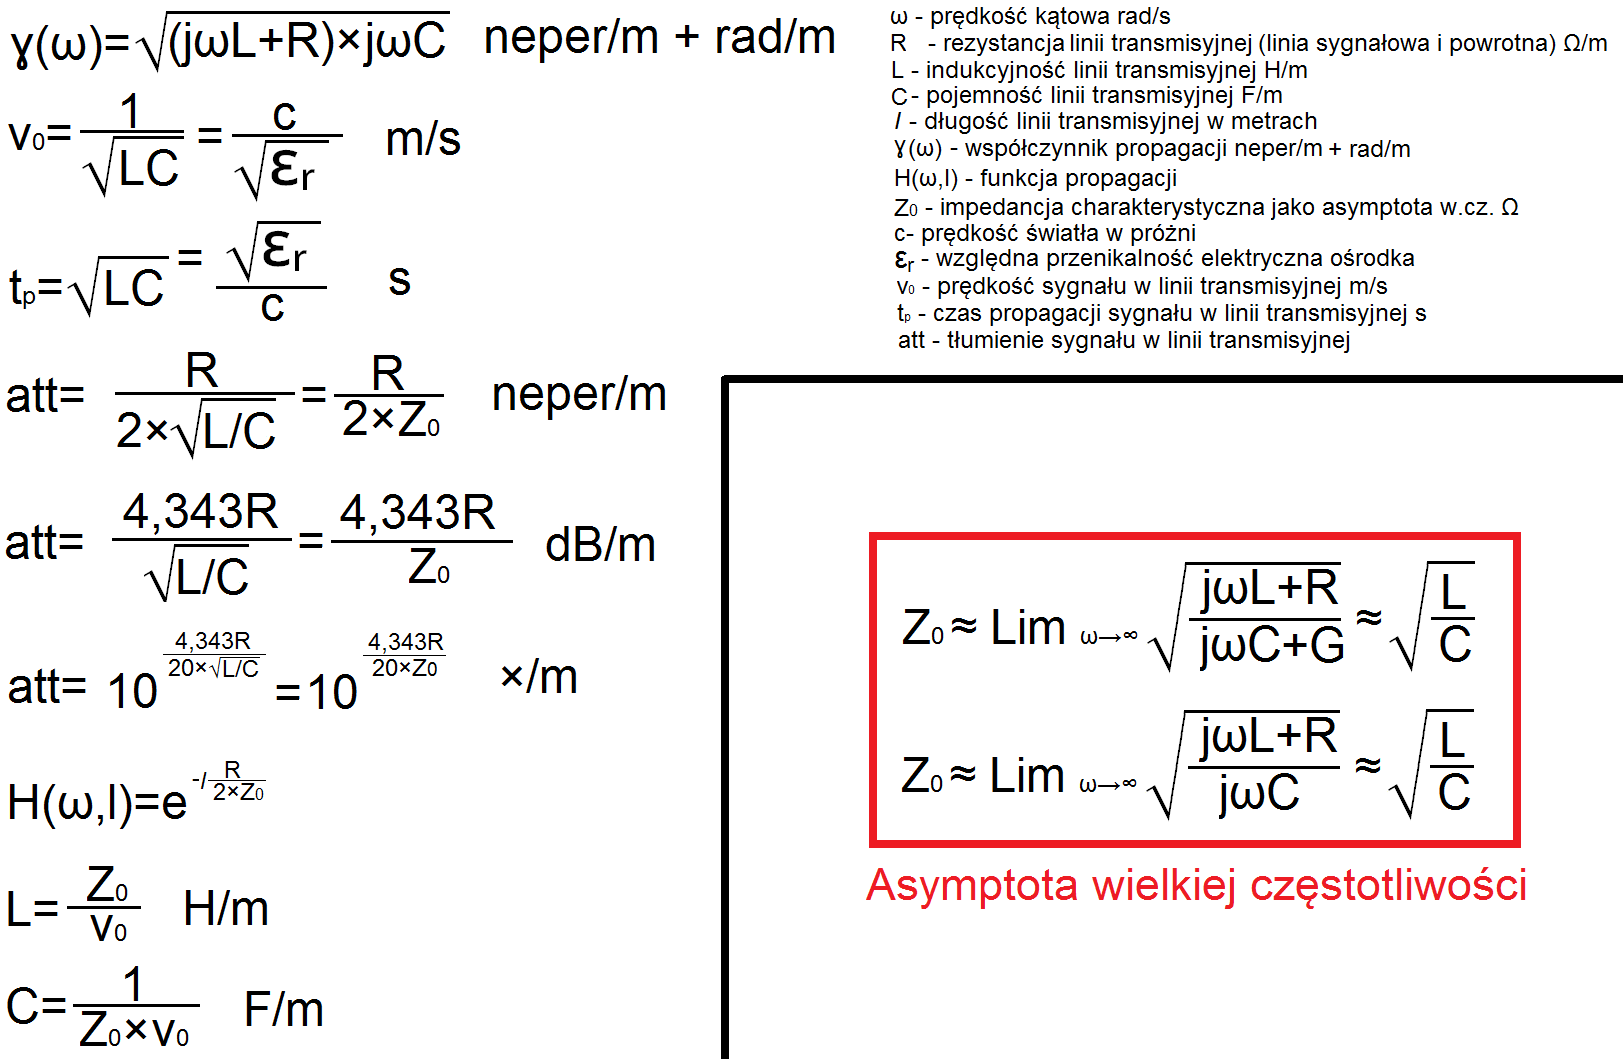 ɣ(ω)=√(jωL+R)×jωC neper/m + rad/m
v₀=1/√LC = c/√εr m/s
tp=√LC = √εr/c s
att= R/2×√L/C = R/2×Z₀ neper/m
att= 4,343R/√L/C = 4,343R/Z₀ dB/m
att= 10^4,343R/20×√L/C =10^4,343R/20×Z₀ ×/m
H(ω,l)=e^-l R/2×Z₀
L= Z₀/v₀ H/m
C= 1/Z₀×v₀ F/m
ω - prędkość kątowa rad/s
R - rezystancja linii transmisyjnej (linia sygnałowa i powrotna) Ω/m
L - indukcyjność linii transmisyjnej H/m
C - pojemność linii transmisyjnej F/m
l - długość linii transmisyjnej w metrach
ɣ(ω) - współczynnik propagacji neper/m + rad/m
H(ω,l) - funkcja propagacji
Z₀ - impedancja charakterystyczna jako asymptota w.cz. Ω
c- prędkość światła w próżni
εr - względna przenikalność elektryczna ośrodka
v₀ - prędkość sygnału w linii transmisyjnej m/s
tp - czas propagacji sygnału w linii transmisyjnej s
att - tłumienie sygnału w linii transmisyjnej
Z₀ ≈ Lim ω→∞ √jωL+R/jωC+G ≈ √L/C
Z₀ ≈ Lim ω→∞ √jωL+R/jωC ≈ √L/C
Asymptota wielkiej częstotliwości